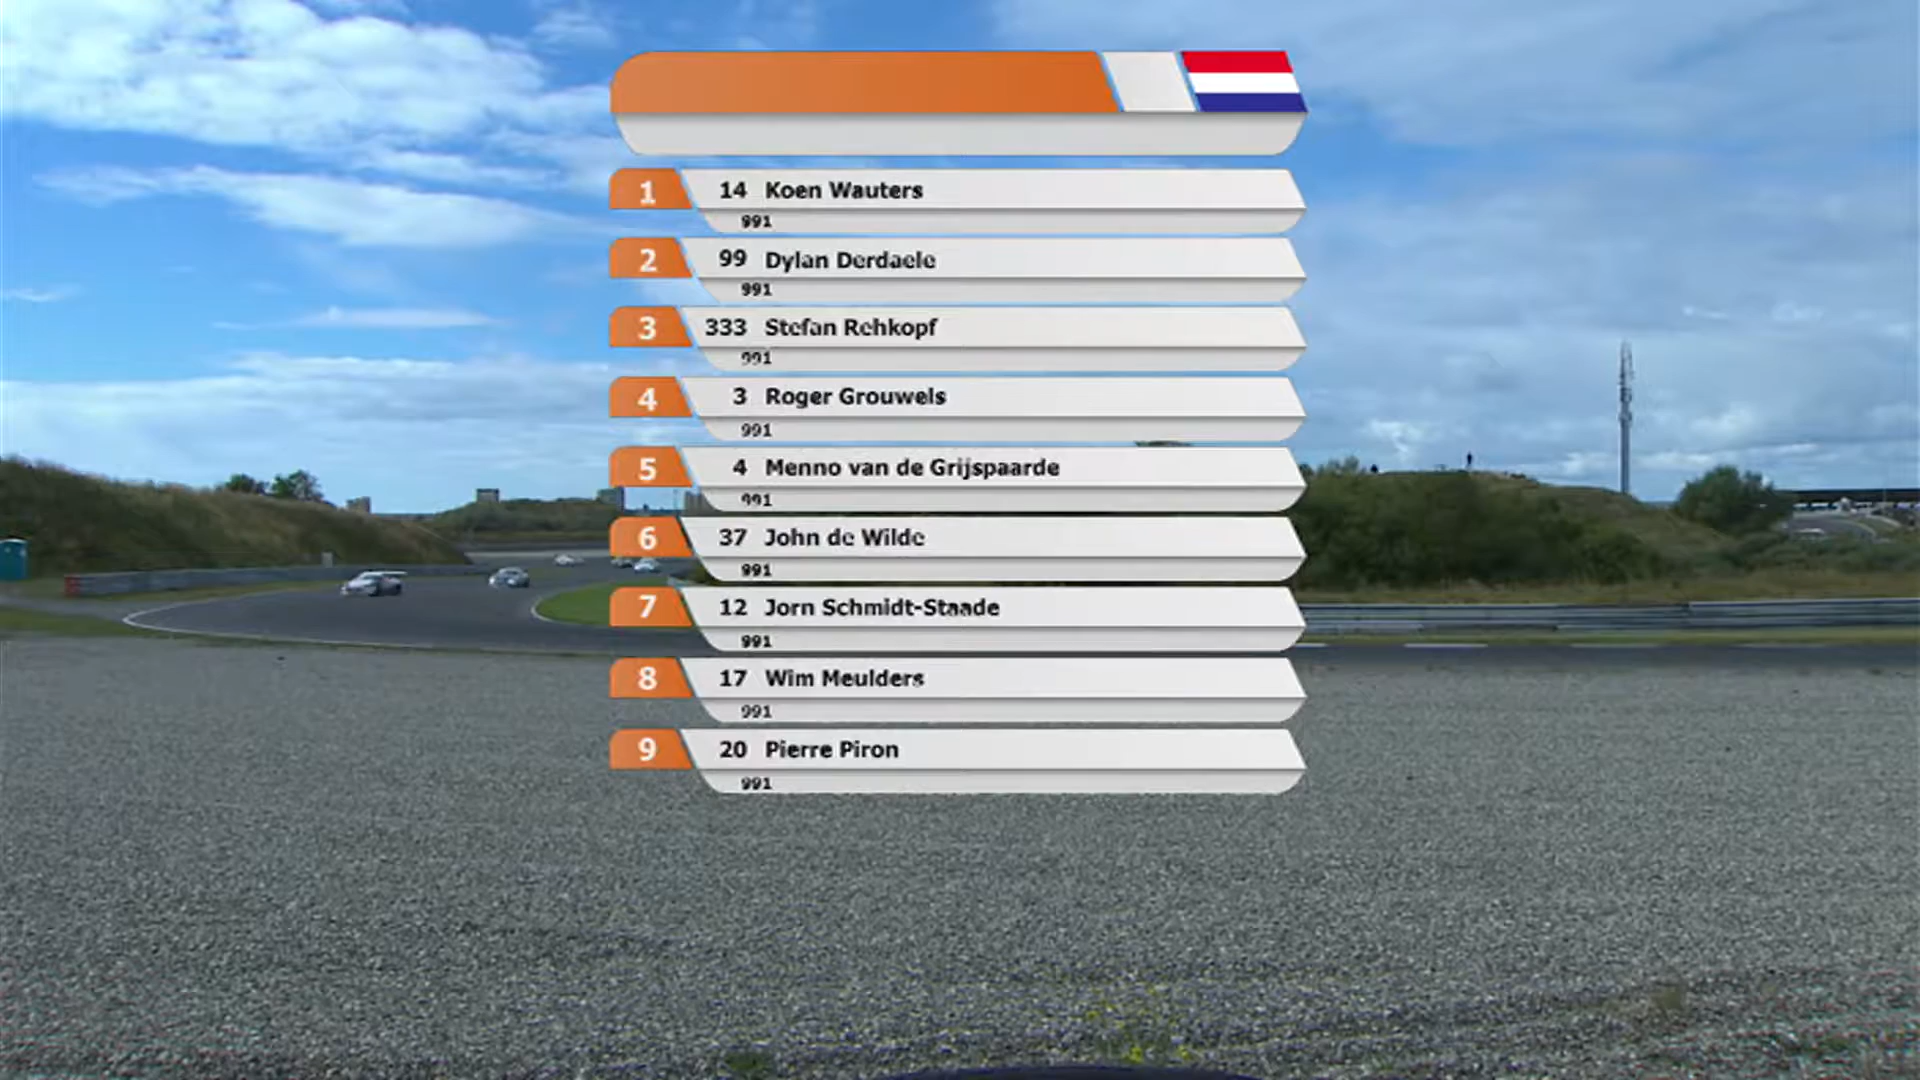 1 14 Koen Wauters
991
2 99 Dylan Derdaele
991
3 333 Stefan Rehkopf
991
4 3 Roger Grouwels
991
5 4 Menno van de Grijspaarde
991
6 37 John de Wilde
991
7 12 Jorn Schmidt-Staade
991
8 17 Wim Meulders
991
9 20 Pierre Piron
991